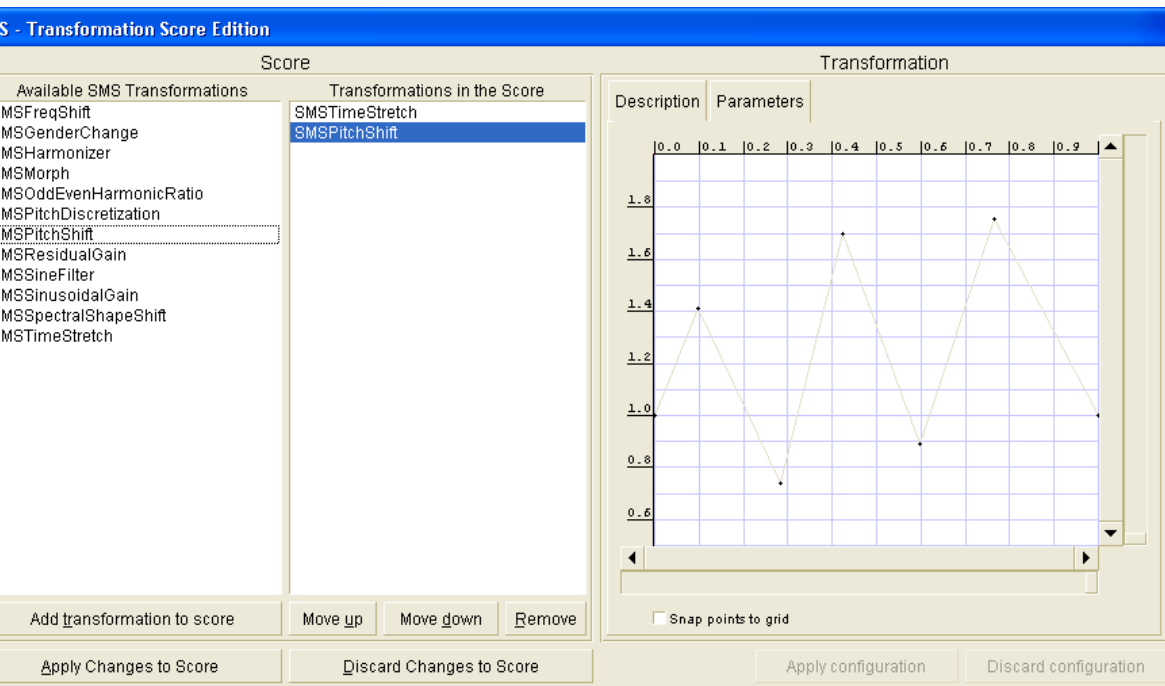 S - Transformation Score Edition
Score
Transformation
Available SMS Transformations
Transformations in the Score
MSFreqShift
MSGenderChange
MSHarmonizer
MSMorph
MSOddEvenHarmonicRatio
MSPitchDiscretization
MSPitchShift
MSResidualGain
MSSineFilter
MSSinusoidalGain
MSSpectralShapeShift
MSTimeStretch
SMSTimeStretch
SMSPitchShift
Description
Parameters
0.0 0.1 0.2 0.3 0.4 0.5 0.6 0.7 0.8 0.9
1.8
1.6
1.4
1.2
1.0
0.8
0.6
Snap points to grid
Add transformation to score
Move up
Move down
Remove
Apply Changes to Score
Discard Changes to Score
Apply configuration
Discard configuration